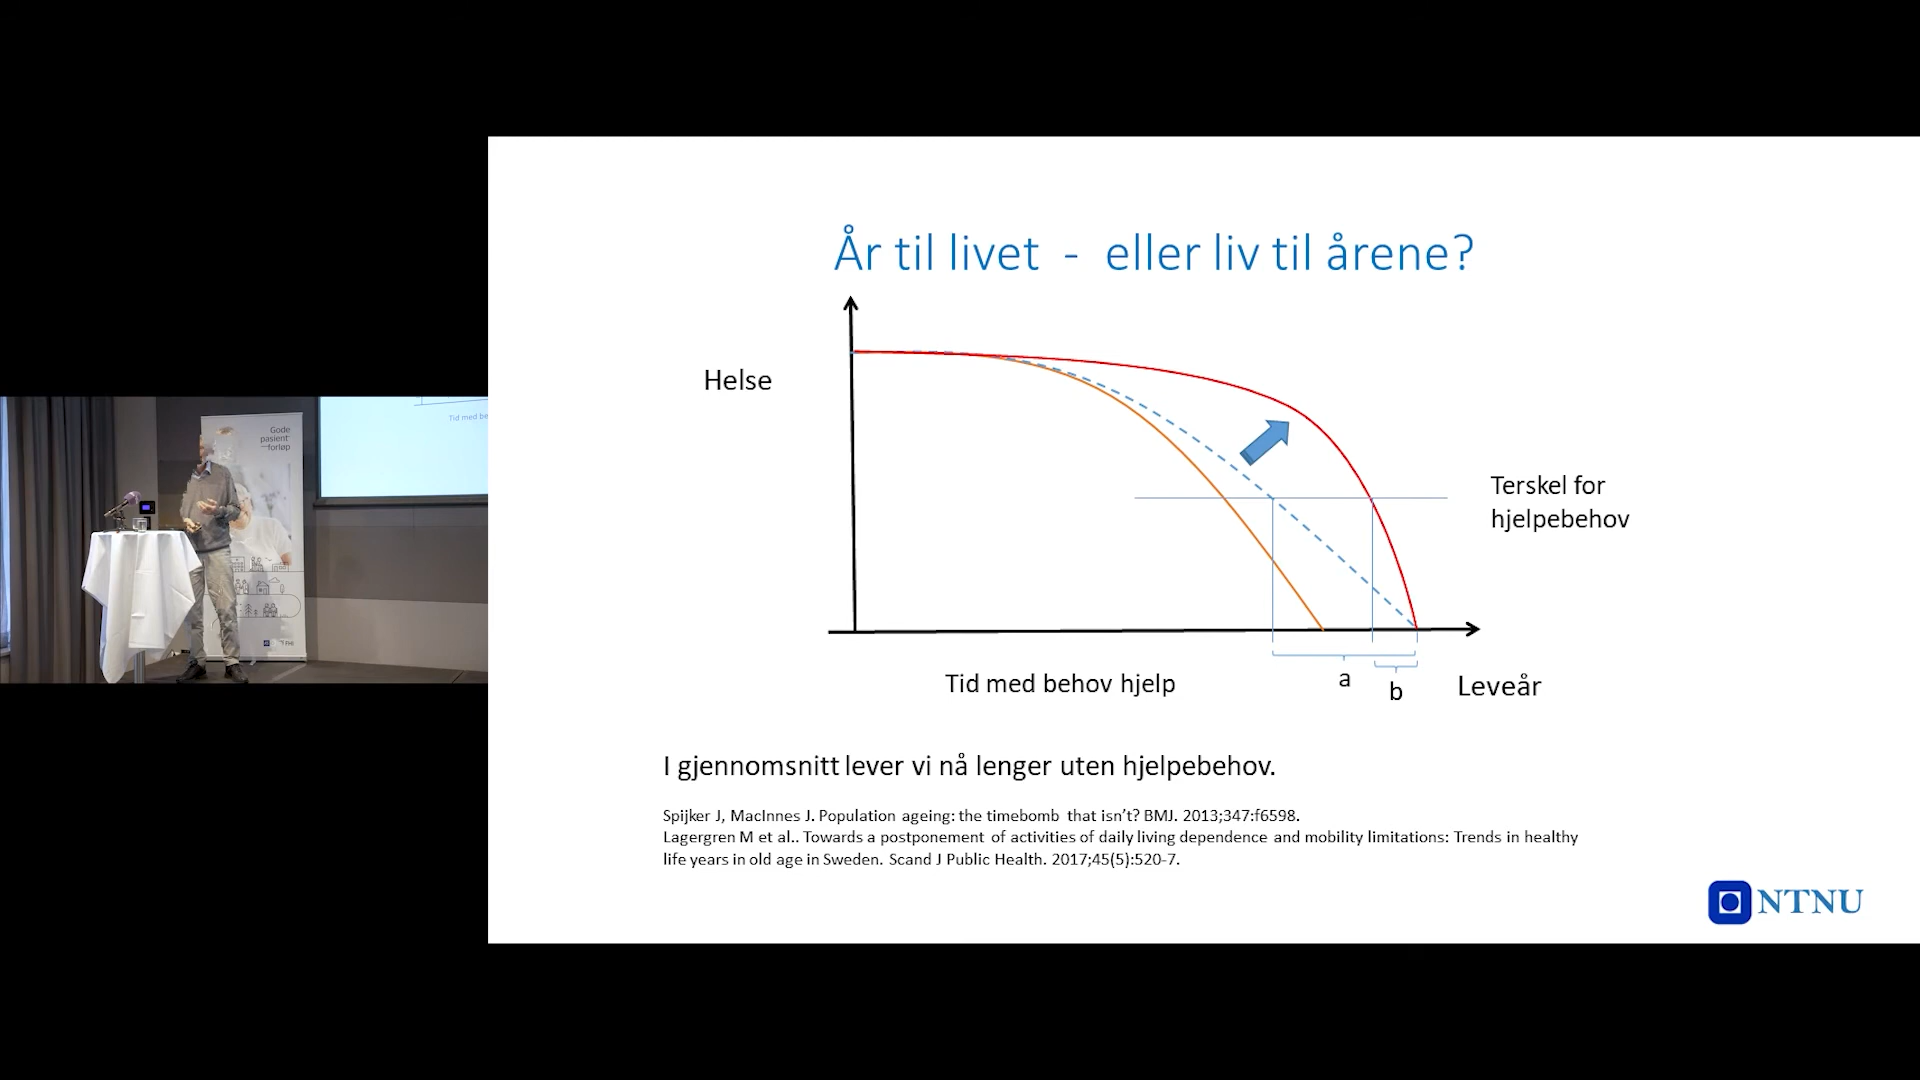 År til livet - eller liv til årene?
Helse
Terskel for
hjelpebehov
Tid med behov hjelp
a
b
Leveår
I gjennomsnitt lever vi nå lenger uten hjelpebehov.
Spijker J, MacInnes J. Population ageing: the timebomb that isn't? BMJ. 2013;347:f6598.
Lagergren M et al.. Towards a postponement of activities of daily living dependence and mobility limitations: Trends in healthy
life years in old age in Sweden. Scand J Public Health. 2017;45(5):520-7.
NTNU
Gode
pasient
forløp
Tid med be